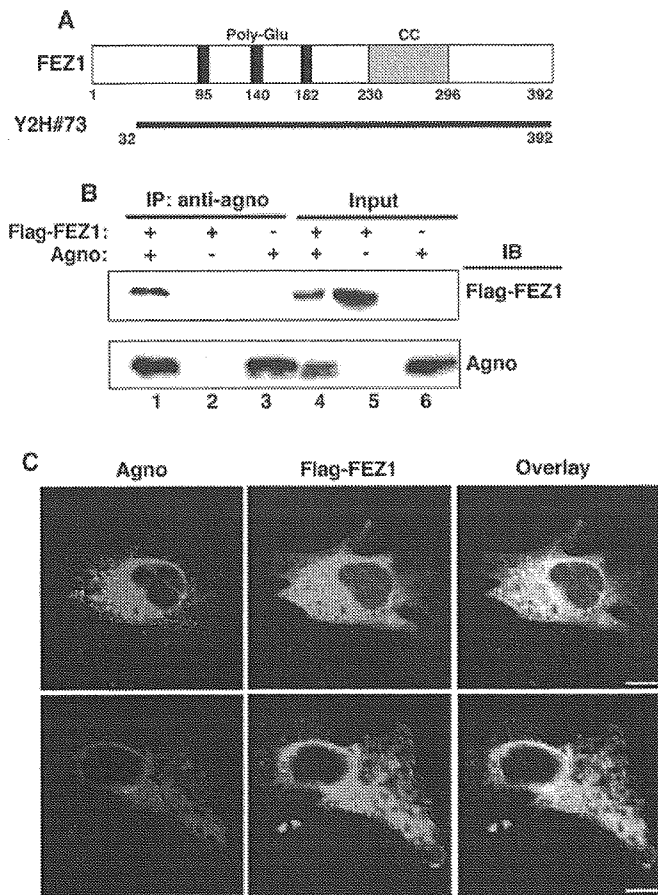 A
Poly-Glu CC
FEZ1
1 95 140 182 230 296 392
Y2H#73
32 392
B
IP: anti-agno Input
Flag-FEZ1: + + - + + -
Agno: + - + + - + IB
Flag-FEZ1
Agno
1 2 3 4 5 6
C
Agno Flag-FEZ1 Overlay